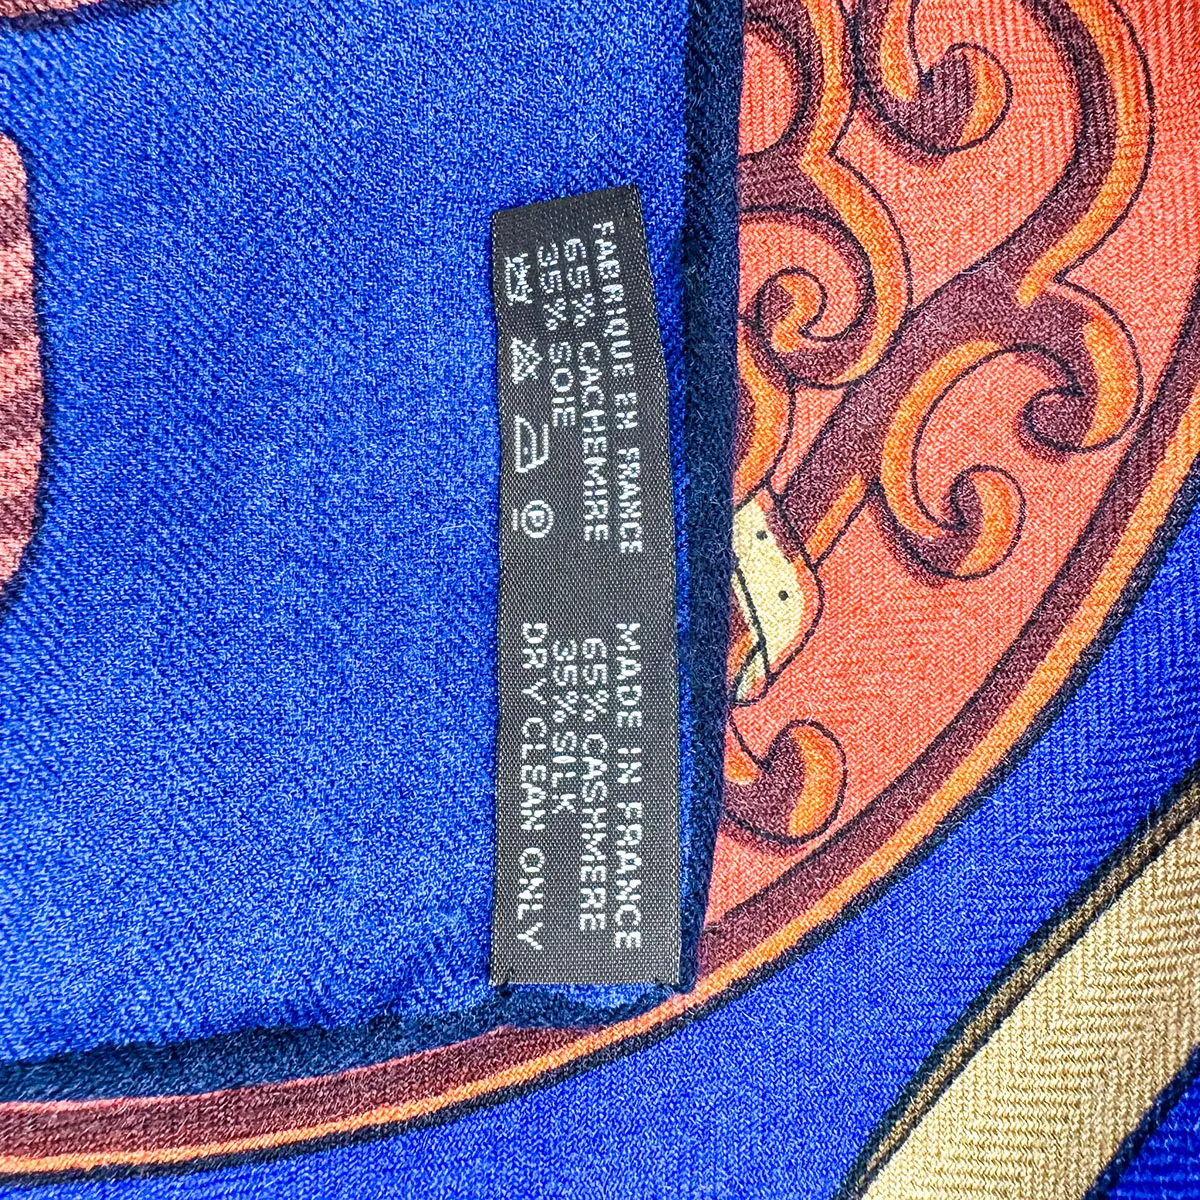 FABRIQUE EN FRANCE
65% CACHEMIRE
35% SOIE
P
MADE IN FRANCE
65% CASHMERE
35% SILK
DRY CLEAN ONLY